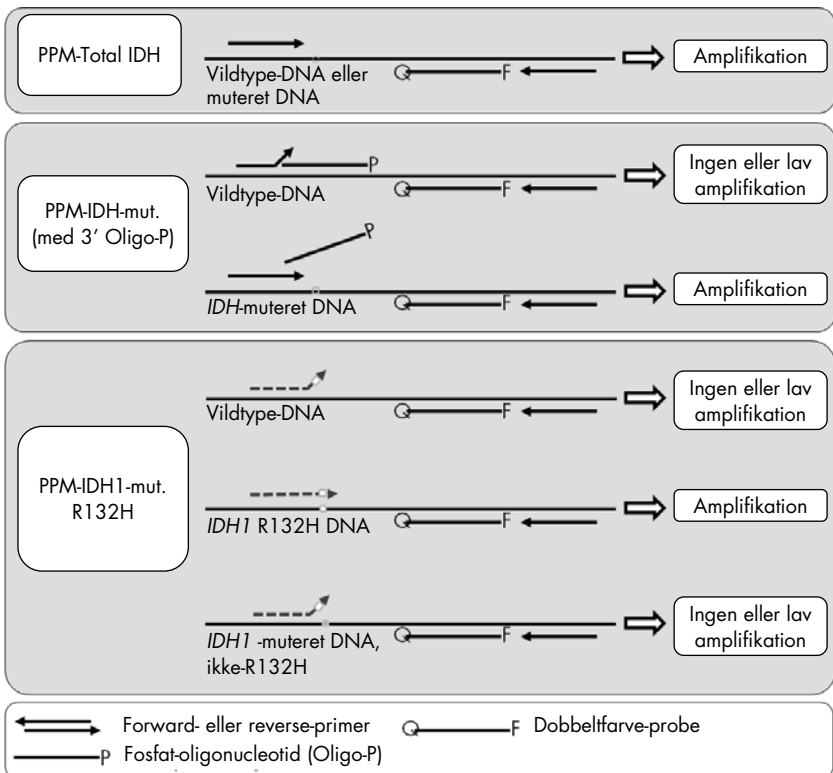 PPM-Total IDH
Vildtype-DNA eller
muteret DNA
Q
F
Amplifikation
PPM-IDH-mut.
(med 3’ Oligo-P)
P
Vildtype-DNA
Q
F
Ingen eller lav
amplifikation
P
IDH-muteret DNA
Q
F
Amplifikation
PPM-IDH1-mut.
R132H
Vildtype-DNA
Q
F
Ingen eller lav
amplifikation
IDH1 R132H DNA
Q
F
Amplifikation
IDH1 -muteret DNA,
ikke-R132H
Q
F
Ingen eller lav
amplifikation
Forward- eller reverse-primer
Q F Dobbeltfarve-probe
P Fosfat-oligonucleotid (Oligo-P)